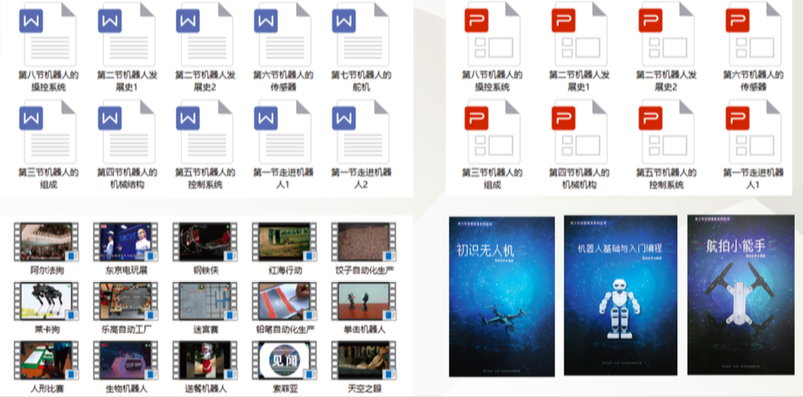 第八节机器人的
操控系统
第二节机器人发
展史1
第二节机器人发
展史2
第六节机器人的
传感器
第七节机器人的
舵机
第三节机器人的
组成
第四节机器人的
机械结构
第五节机器人的
控制系统
第一节走进机器
人1
第一节走进机器
人2
第八节机器人的
操控系统
第二节机器人发
展史1
第二节机器人发
展史2
第六节机器人的
传感器
第三节机器人的
组成
第四节机器人的
机械机构
第五节机器人的
控制系统
第一节走进机器
人1
阿尔法狗
东京电玩展
钢铁侠
红海行动
饺子自动化生产
莱卡狗
乐高自动工厂
迷宫赛
铅笔自动化生产
拳击机器人
见闻
人形比赛
生物机器人
送餐机器人
索菲亚
天空之眼
初识无人机
机器人基础与入门编程
航拍小能手